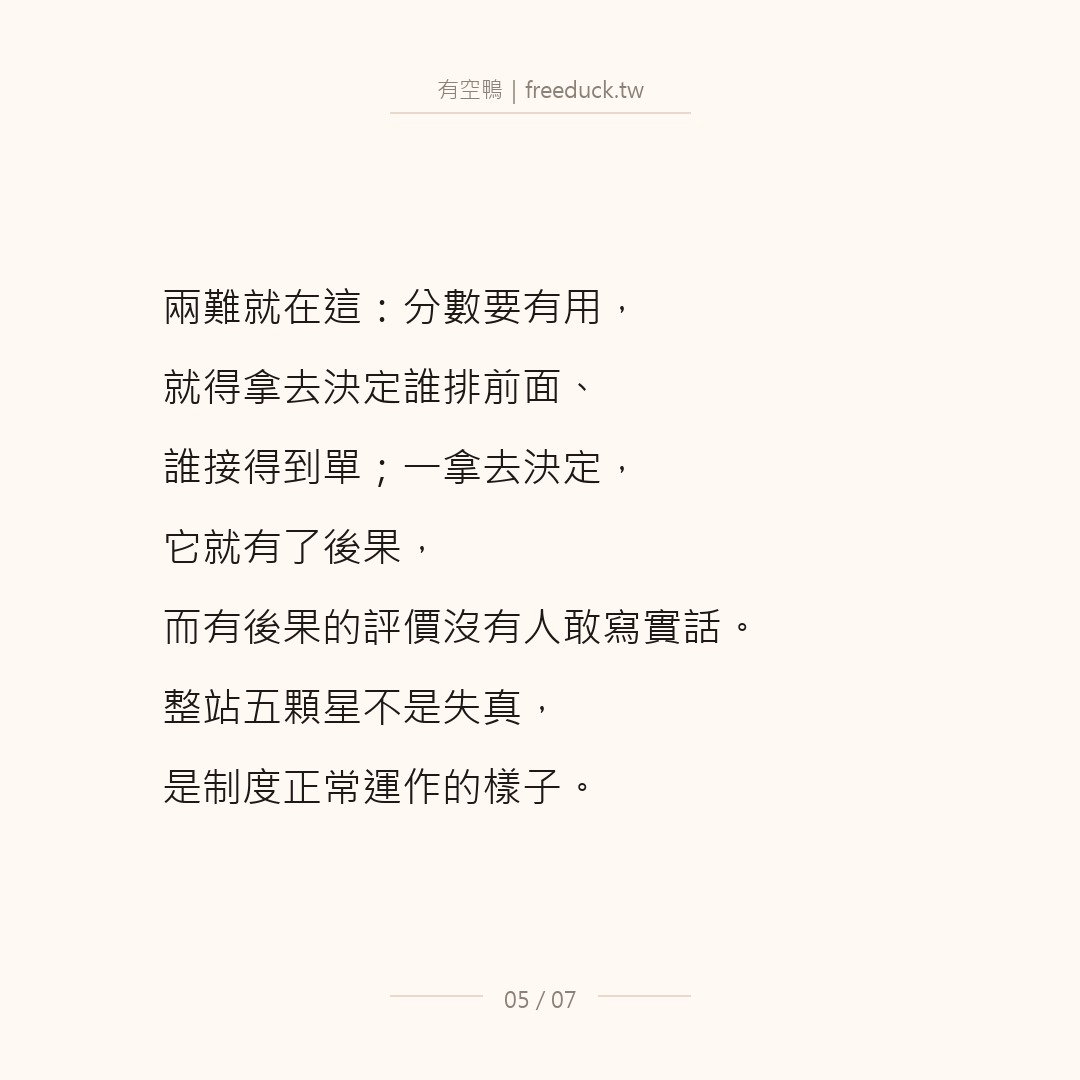 有空鴨 | freeduck.tw
兩難就在這：分數要有用，
就得拿去決定誰排前面、
誰接得到單；一拿去決定，
它就有了後果，
而有後果的評價沒有人敢寫實話。
整站五顆星不是失真，
是制度正常運作的樣子。
05 / 07